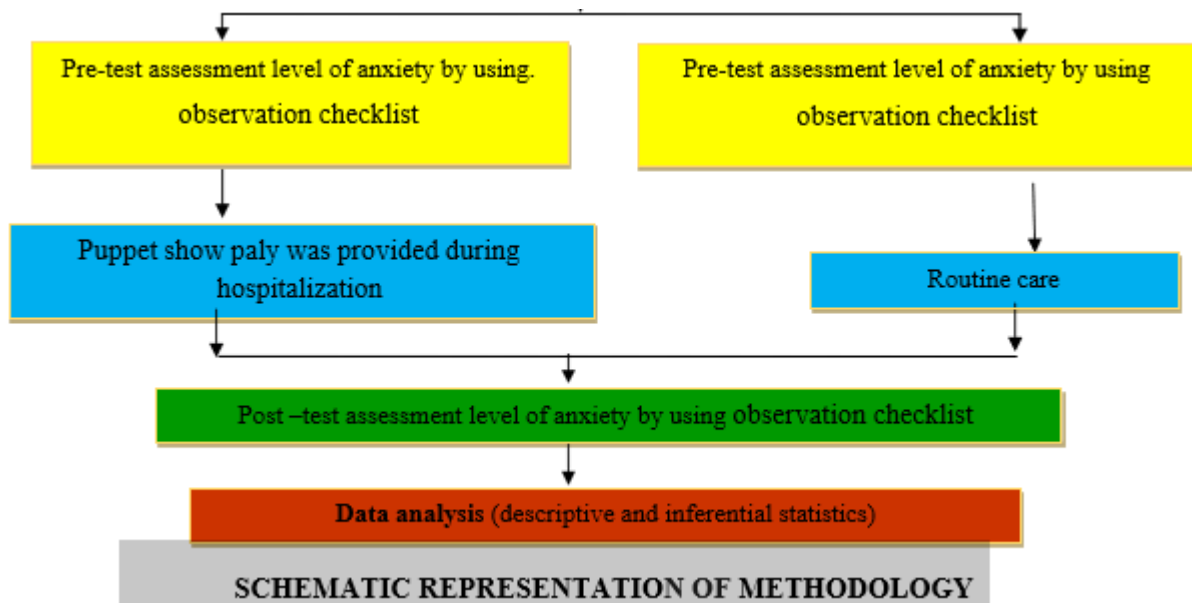 Pre-test assessment level of anxiety by using.
observation checklist
Pre-test assessment level of anxiety by using
observation checklist
Puppet show paly was provided during
hospitalization
Routine care
Post –test assessment level of anxiety by using observation checklist
Data analysis (descriptive and inferential statistics)
SCHEMATIC REPRESENTATION OF METHODOLOGY